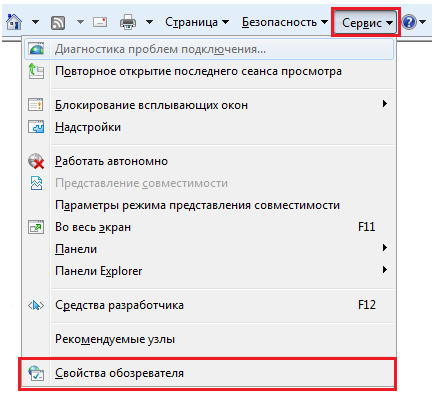 Страница Безопасность Сервис
Диагностика проблем подключения...
Повторное открытие последнего сеанса просмотра
Блокирование всплывающих окон
Надстройки
Работать автономно
Представление совместимости
Параметры режима представления совместимости
Во весь экран F11
Панели
Панели Explorer
Средства разработчика F12
Рекомендуемые узлы
Свойства обозревателя